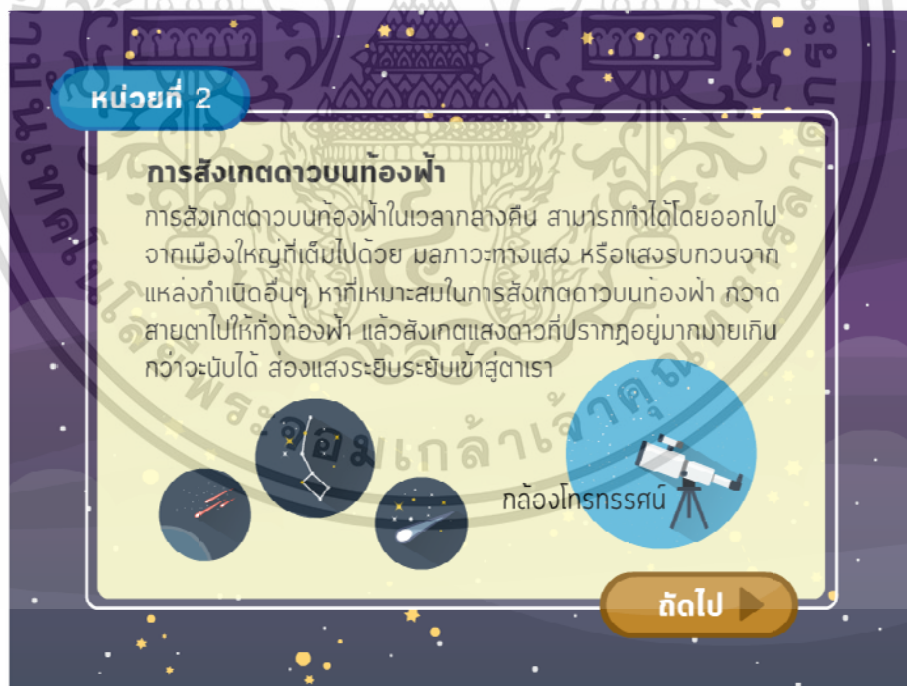 หน่วยที่ 2
การสังเกตดาวบนท้องฟ้า
การสังเกตดาวบนท้องฟ้าในเวลากลางคืน สามารถทำได้โดยออกไป
จากเมืองใหญ่ที่เต็มไปด้วย มลภาวะทางแสง หรือแสงรบกวนจาก
แหล่งกำเนิดอื่นๆ หาที่เหมาะสมในการสังเกตดาวบนท้องฟ้า กวาด
สายตาไปให้ทั่วท้องฟ้า แล้วสังเกตแสงดาวที่ปรากฏอยู่มากมายเกิน
กว่าจะนับได้ ส่องแสงระยิบระยับเข้าสู่ตาเรา
กล้องโทรทรรศน์
ถัดไป